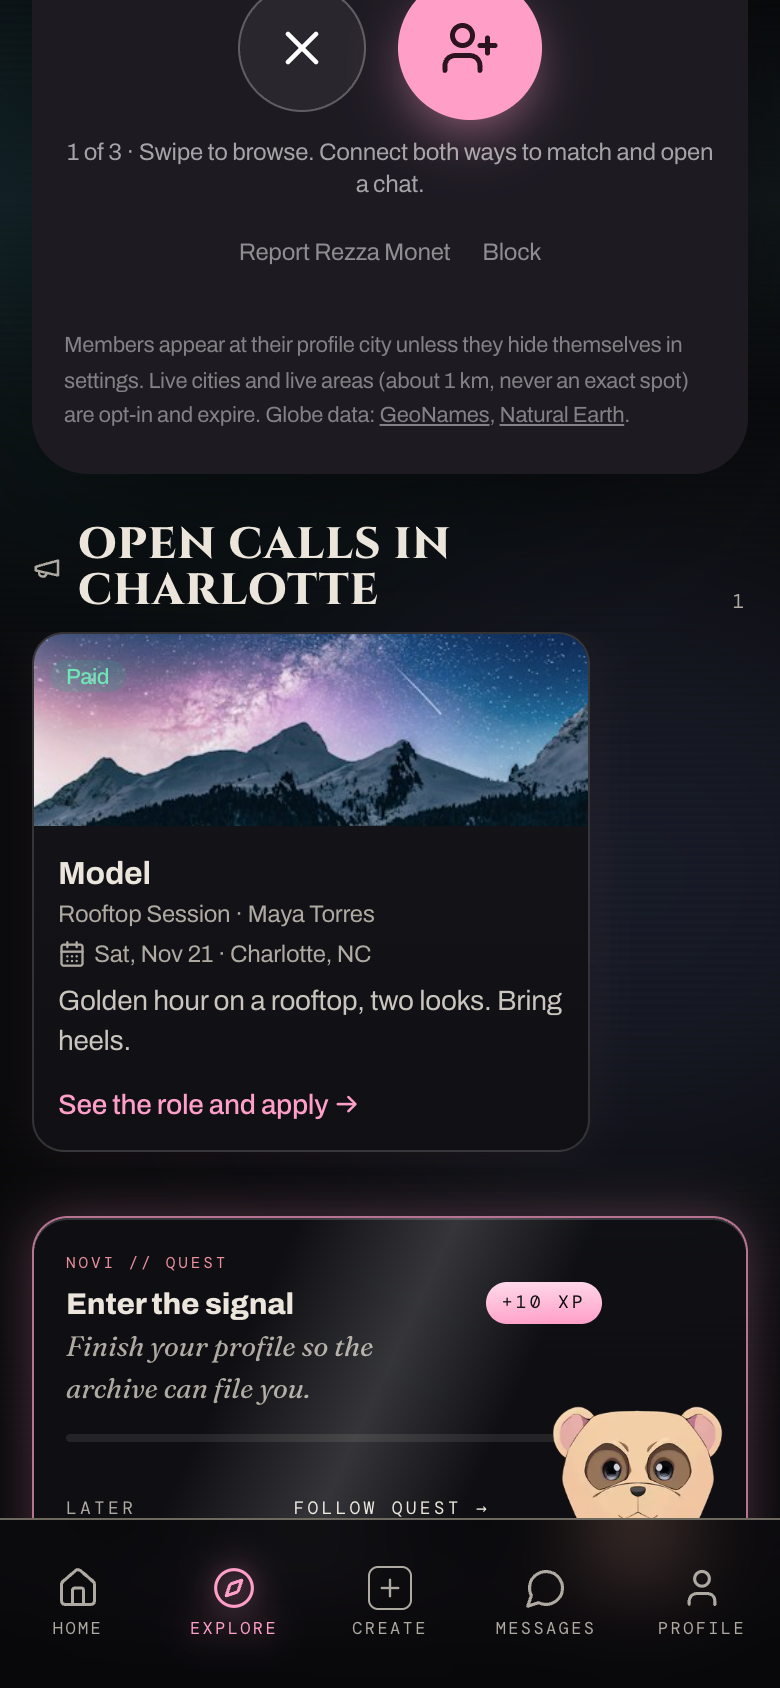 1 of 3 · Swipe to browse. Connect both ways to match and open
a chat.
Report Rezza Monet Block
Members appear at their profile city unless they hide themselves in
settings. Live cities and live areas (about 1 km, never an exact spot)
are opt-in and expire. Globe data: GeoNames, Natural Earth.
OPEN CALLS IN
CHARLOTTE
1
Paid
Model
Rooftop Session · Maya Torres
Sat, Nov 21 · Charlotte, NC
Golden hour on a rooftop, two looks. Bring
heels.
See the role and apply →
NOVI // QUEST
Enter the signal
+10 XP
Finish your profile so the
archive can file you.
LATER FOLLOW QUEST →
HOME EXPLORE CREATE MESSAGES PROFILE